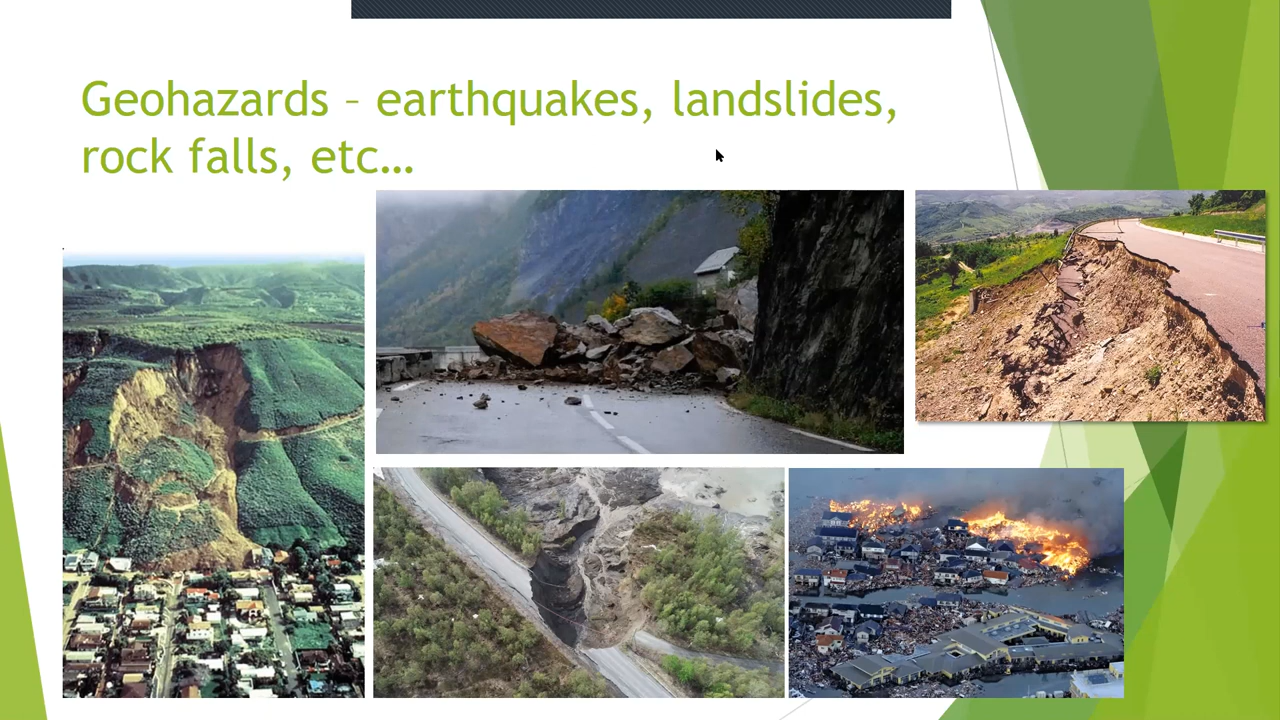 Geohazards – earthquakes, landslides,
rock falls, etc…